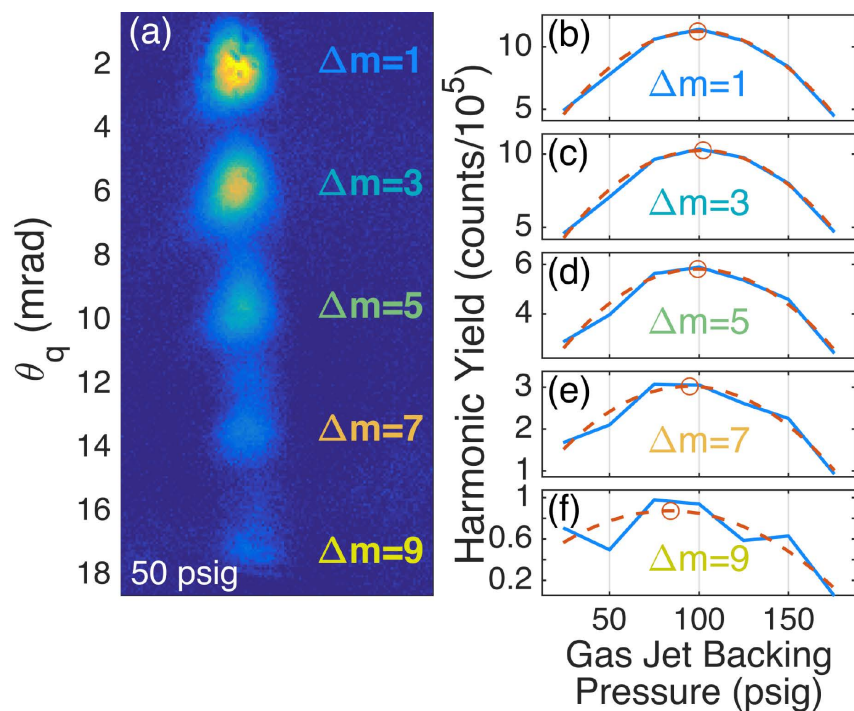 (a)
Δm=1
Δm=3
Δm=5
Δm=7
Δm=9
50 psig
2
4
6
8
10
12
14
16
18
θq (mrad)
Harmonic Yield (counts/10^5)
(b)
10
5
Δm=1
(c)
10
5
Δm=3
(d)
6
4
Δm=5
(e)
3
2
1
Δm=7
(f)
1
0.6
0.2
Δm=9
50 100 150
Gas Jet Backing
Pressure (psig)